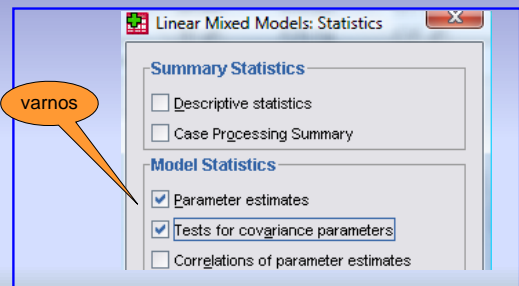 Linear Mixed Models: Statistics
Summary Statistics
varnos
Descriptive statistics
Case Processing Summary
Model Statistics
Parameter estimates
Tests for covariance parameters
Correlations of parameter estimates